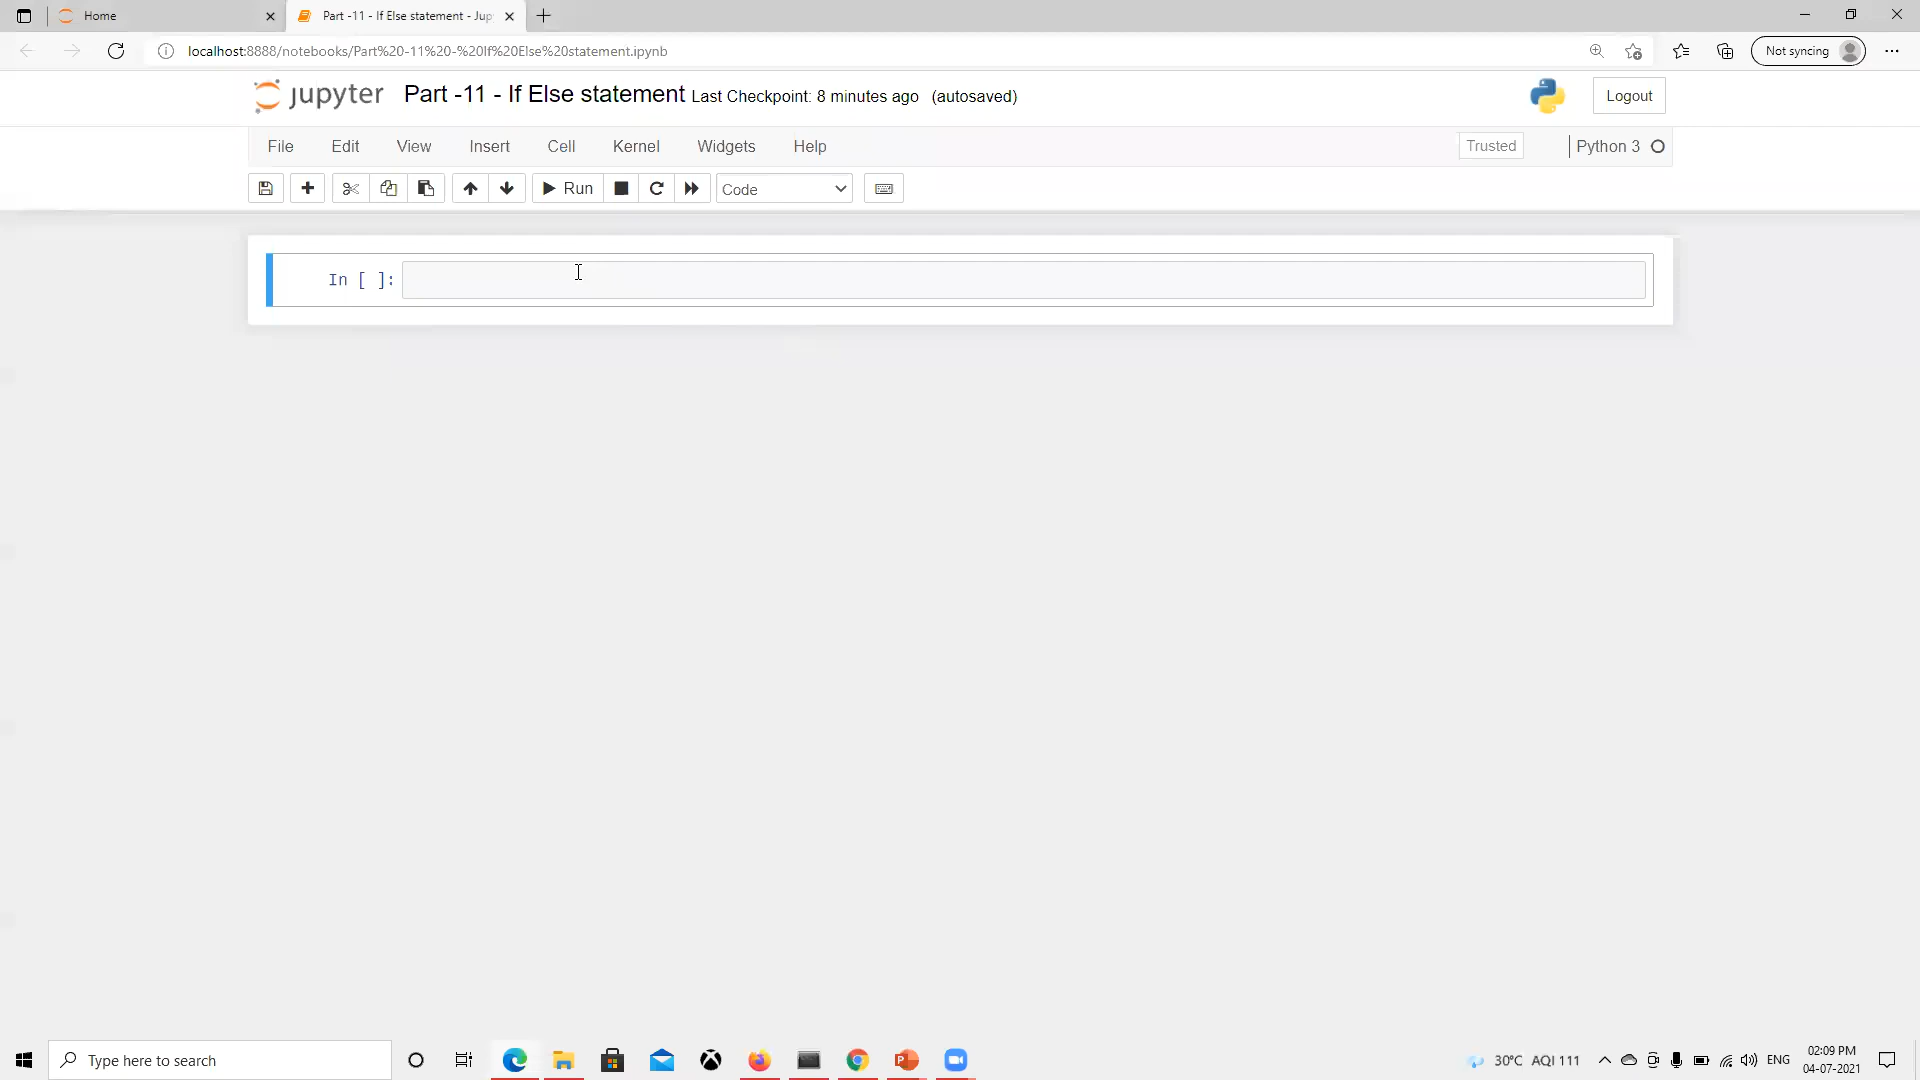 Home
Part -11 - If Else statement - Jup
localhost:8888/notebooks/Part%20-11%20-%20If%20Else%20statement.ipynb
Not syncing
jupyter Part -11 - If Else statement Last Checkpoint: 8 minutes ago (autosaved)
Logout
File Edit View Insert Cell Kernel Widgets Help
Trusted
Python 3
Run
Code
In [ ]:
Type here to search
30°C AQI 111
ENG
02:09 PM
04-07-2021